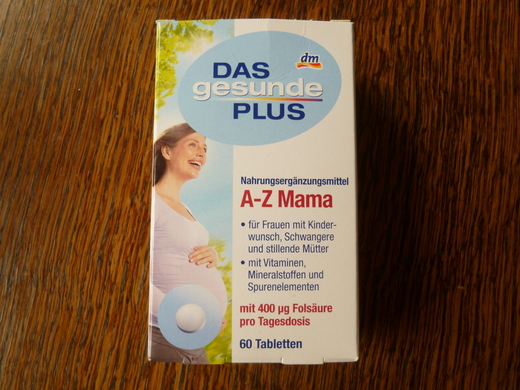 dm
DAS
gesunde
PLUS
Nahrungsergänzungsmittel
A-Z Mama
• für Frauen mit Kinder-
wunsch, Schwangere
und stillende Mütter
• mit Vitaminen,
Mineralstoffen und
Spurenelementen
mit 400 µg Folsäure
pro Tagesdosis
60 Tabletten